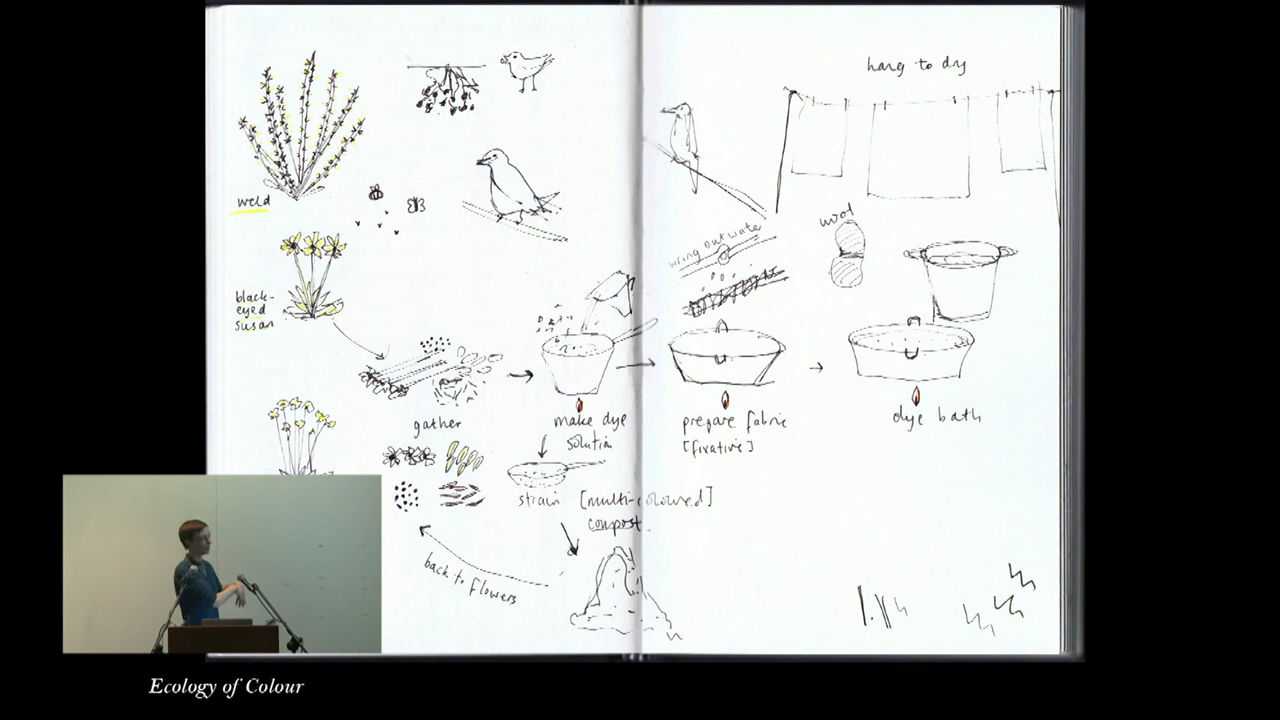 hang to dry
weld
wool
wring out water
black-
eyed
susan
gather
make dye
solution
prepare fabric
[fixative]
dye bath
strain
[multi-coloured]
compost.
back to flowers
Ecology of Colour